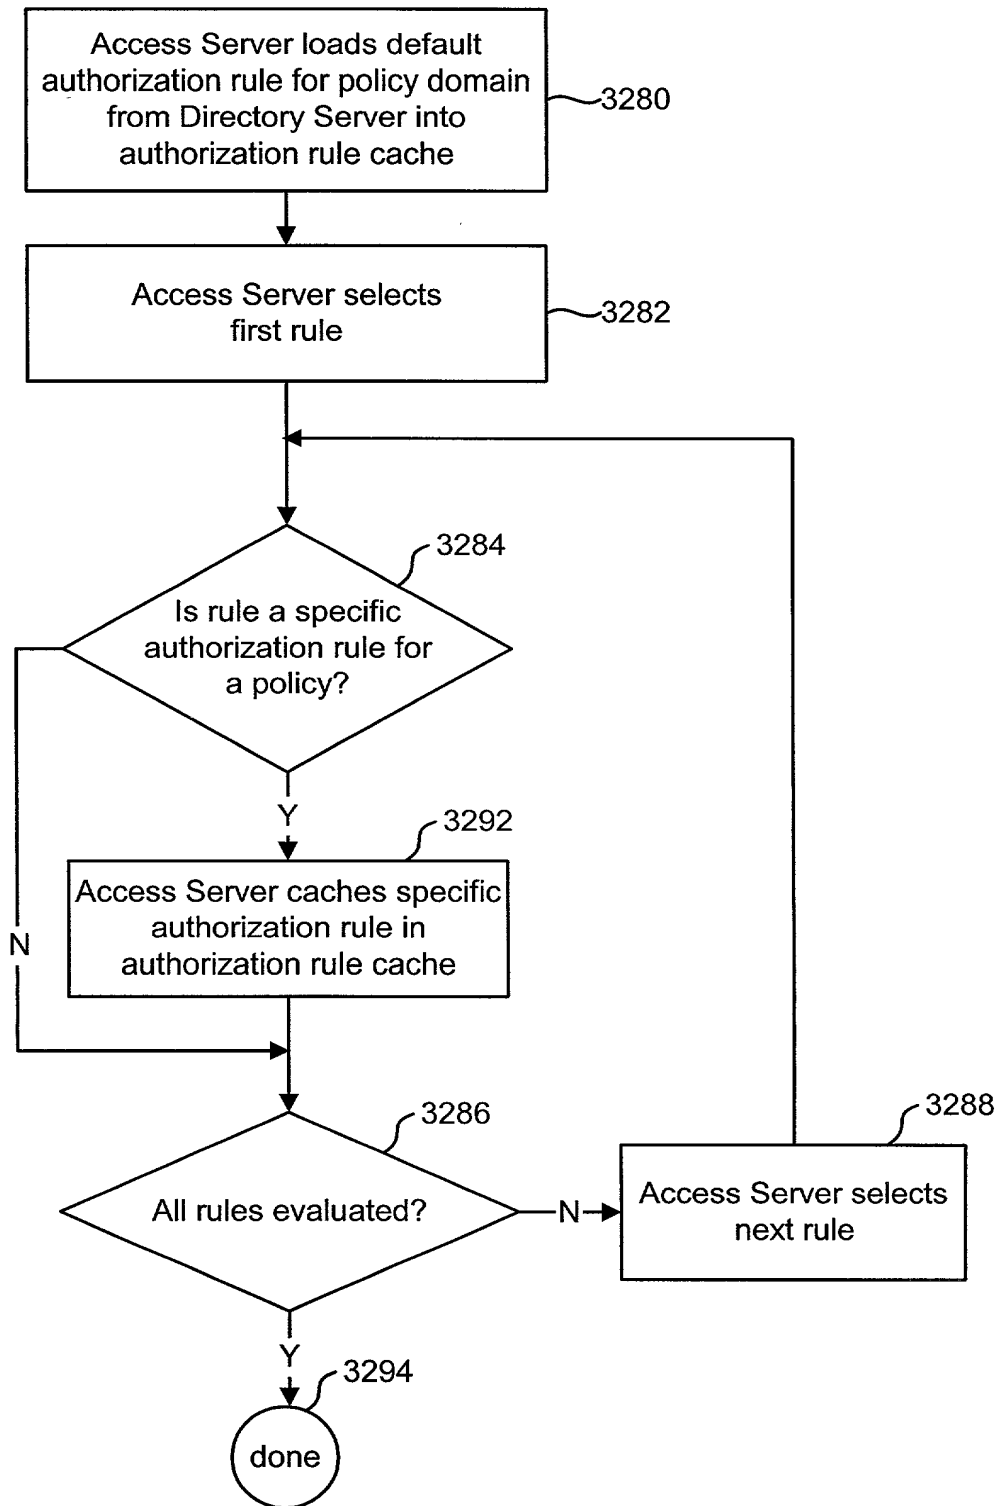 Access Server loads default
authorization rule for policy domain
from Directory Server into
authorization rule cache
3280
Access Server selects
first rule
3282
3284
Is rule a specific
authorization rule for
a policy?
Y
3292
Access Server caches specific
authorization rule in
authorization rule cache
N
3286
All rules evaluated?
N
3288
Access Server selects
next rule
Y
3294
done